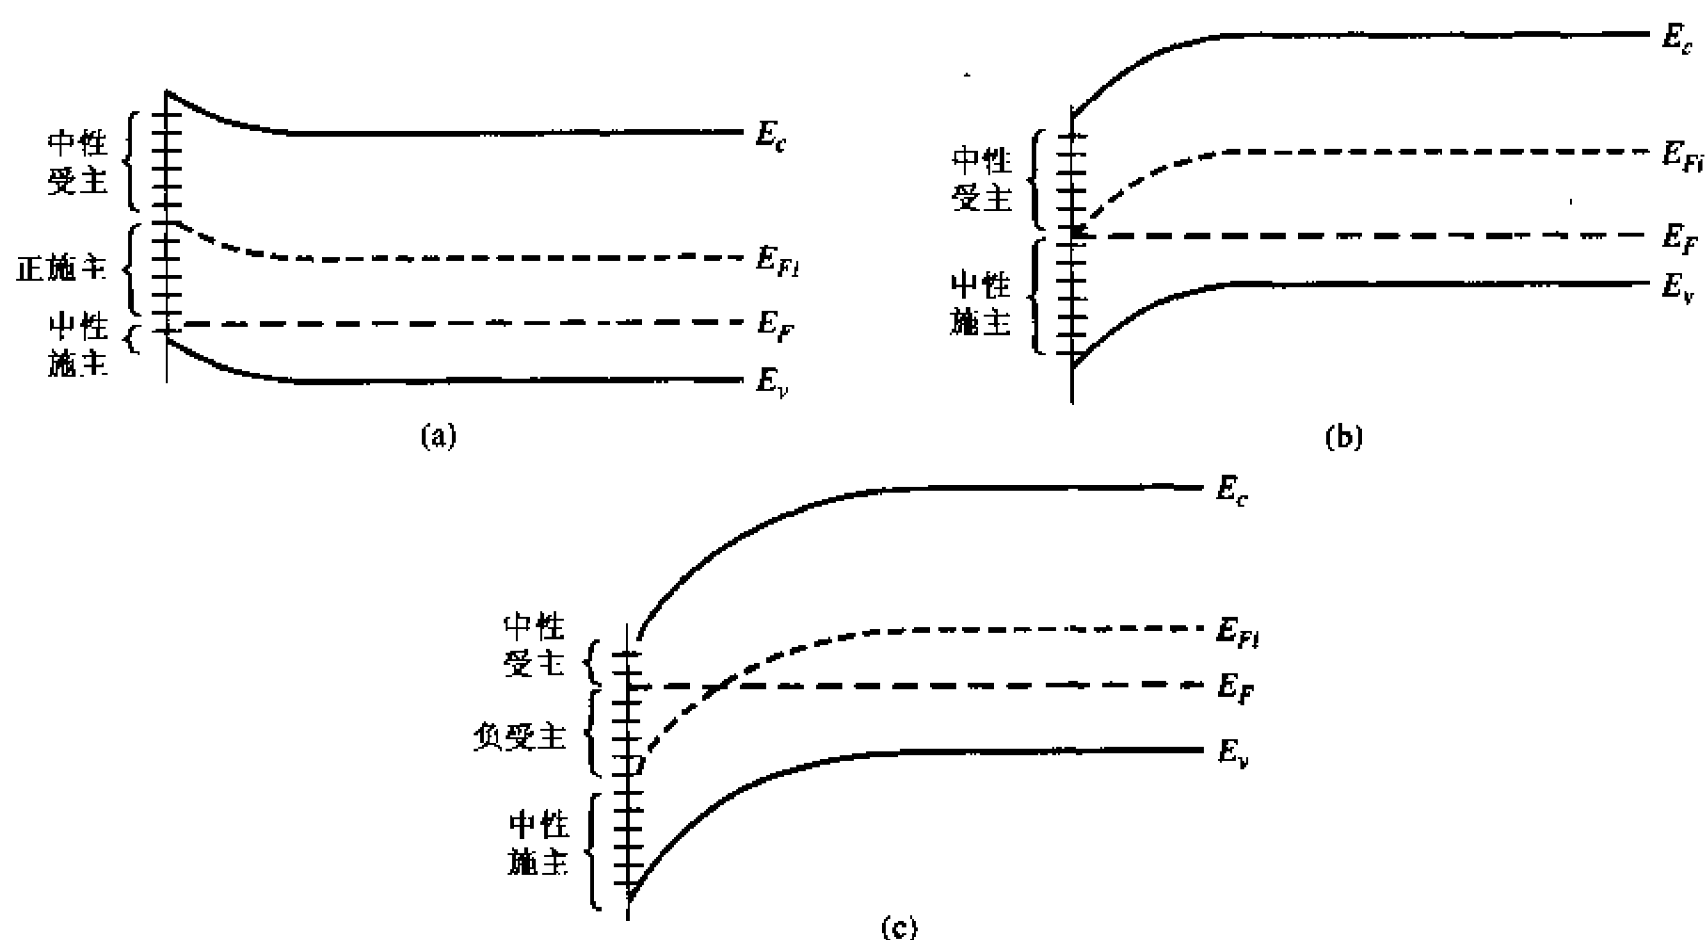 中性
受主
正施主
中性
施主
E_c
E_Fi
E_F
E_v
(a)
中性
受主
中性
施主
E_c
E_Fi
E_F
E_v
(b)
中性
受主
负受主
中性
施主
E_c
E_Fi
E_F
E_v
(c)